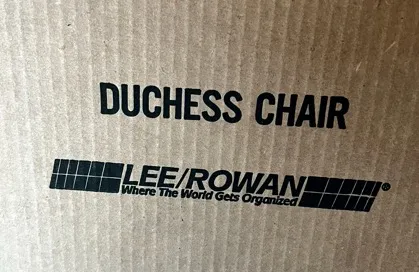 DUCHESS CHAIR
LEE/ROWAN®
Where The World Gets Organized